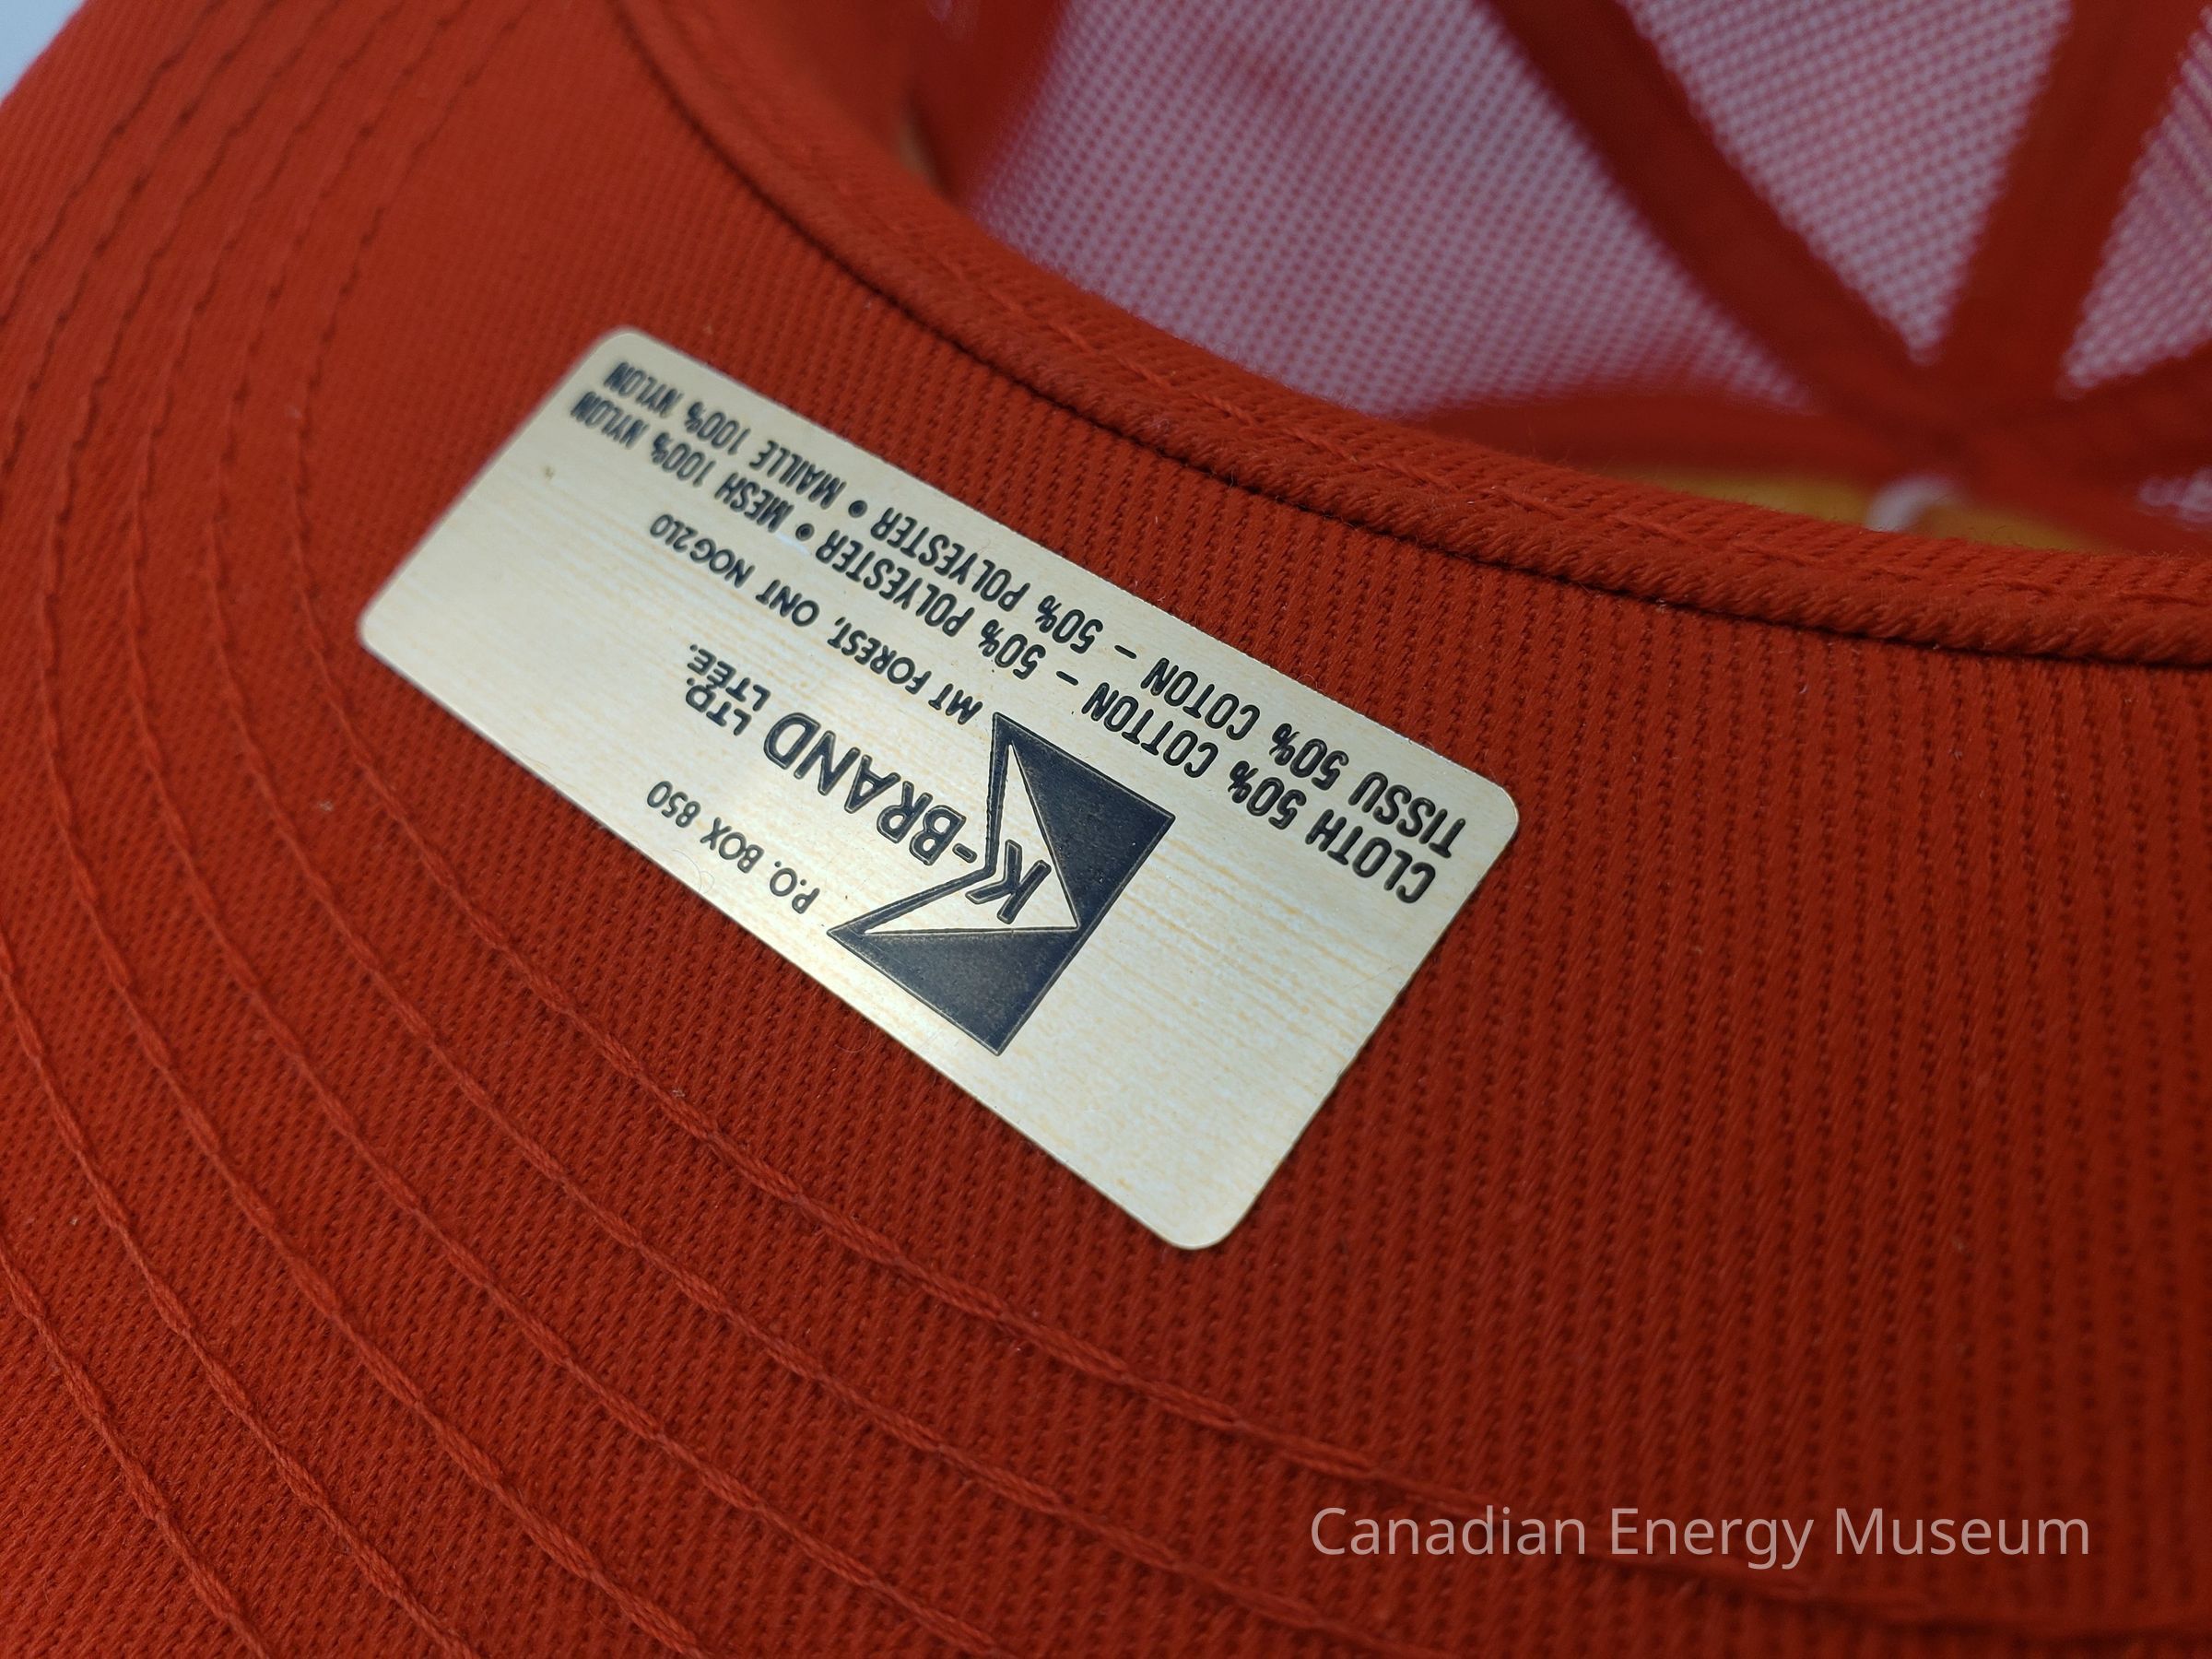 P.O. BOX 850
K-BRAND LTD.
LTÉE.
MT FOREST, ONT NOG2LO
CLOTH 50% COTTON - 50% POLYESTER • MESH 100% NYLON
TISSU 50% COTON - 50% POLYESTER • MAILLE 100% NYLON
Canadian Energy Museum